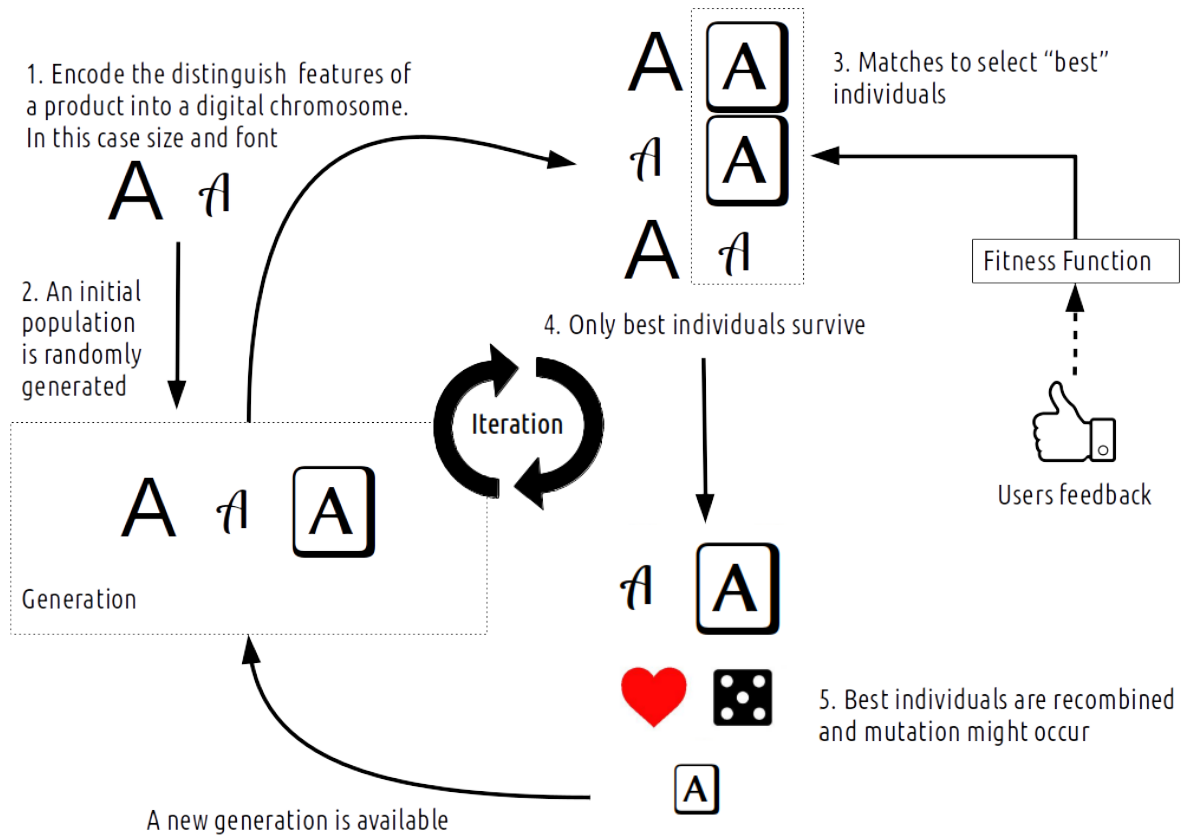 1. Encode the distinguish features of
a product into a digital chromosome.
In this case size and font
A A
2. An initial
population
is randomly
generated
A A A
Generation
Iteration
A A
A A
A A
3. Matches to select “best”
individuals
Fitness Function
Users feedback
4. Only best individuals survive
A A
5. Best individuals are recombined
and mutation might occur
A
A new generation is available